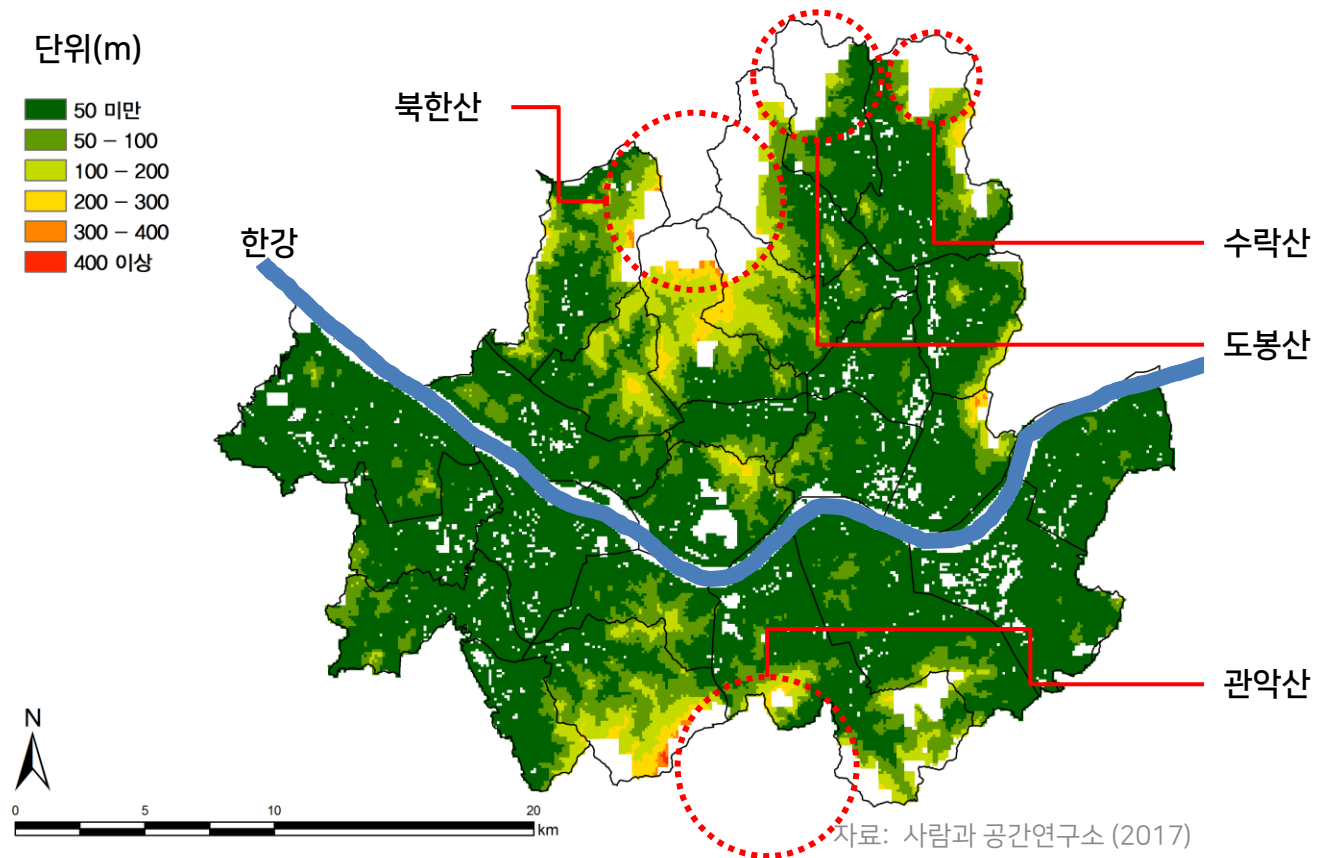 단위(m)
50 미만
50 – 100
100 – 200
200 – 300
300 – 400
400 이상
북한산
한강
수락산
도봉산
관악산
N
0 5 10 20
km
자료: 사람과 공간연구소 (2017)